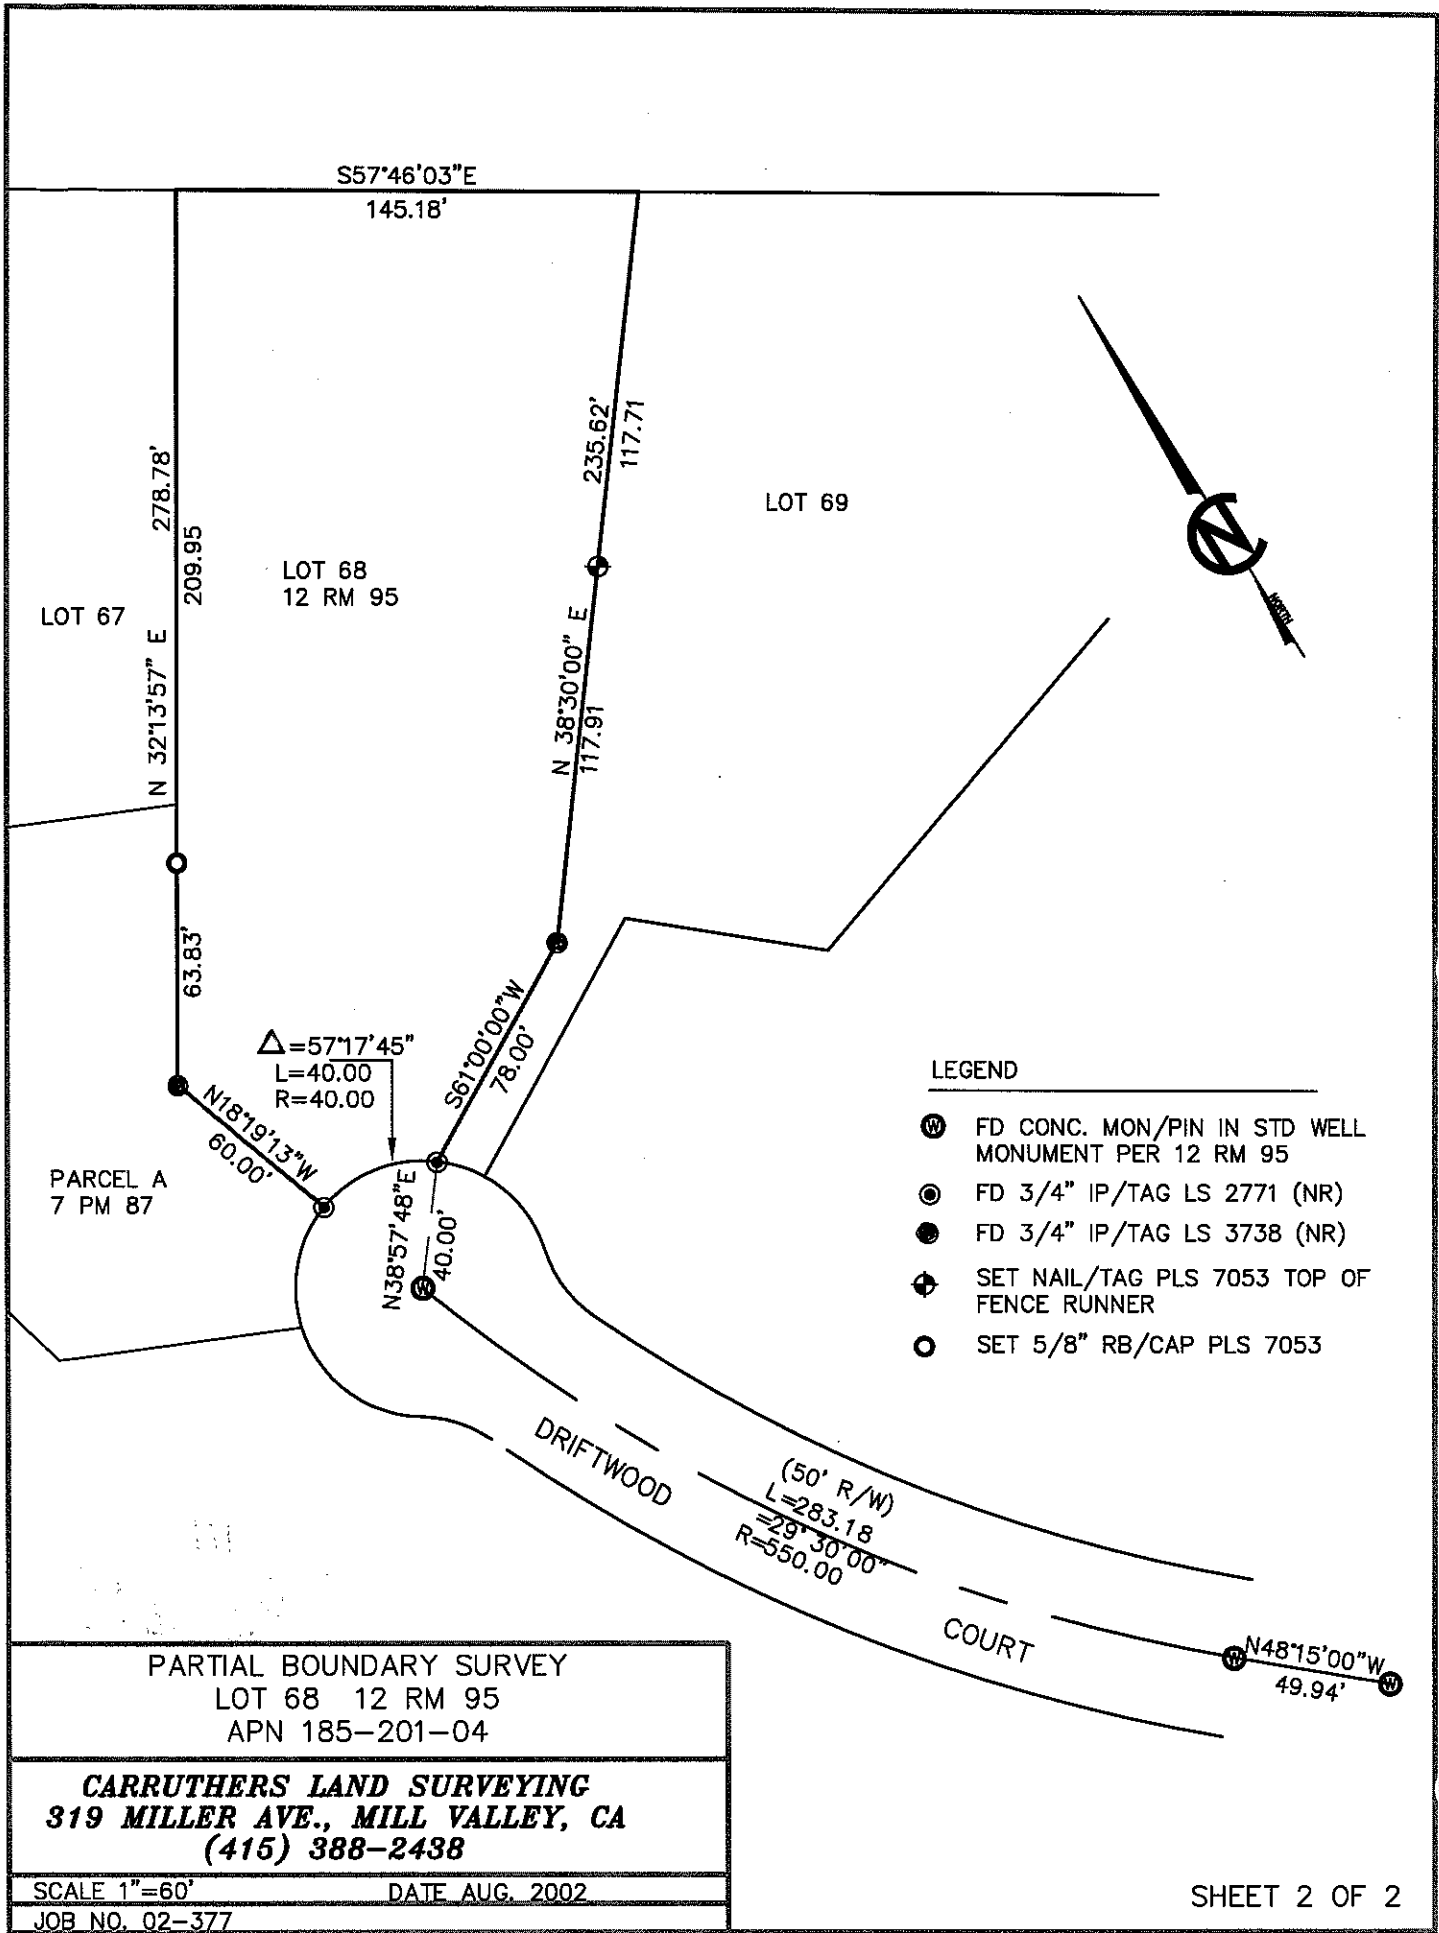 S57°46'03"E
145.18'
278.78'
209.95
N 32°13'57" E
235.62'
117.71
N 38°30'00" E
117.91
LOT 69
LOT 68
12 RM 95
LOT 67
N
NORTH
63.83'
△=57°17'45"
L=40.00
R=40.00
S61°00'00"W
78.00'
N18°19'13"W
60.00'
PARCEL A
7 PM 87
N38°57'48"E
40.00'
W
LEGEND
W FD CONC. MON/PIN IN STD WELL
MONUMENT PER 12 RM 95
FD 3/4" IP/TAG LS 2771 (NR)
FD 3/4" IP/TAG LS 3738 (NR)
SET NAIL/TAG PLS 7053 TOP OF
FENCE RUNNER
SET 5/8" RB/CAP PLS 7053
DRIFTWOOD
(50' R/W)
L=283.18
=29°30'00"
R=550.00
COURT
W
N48°15'00"W
49.94'
W
PARTIAL BOUNDARY SURVEY
LOT 68 12 RM 95
APN 185-201-04
CARRUTHERS LAND SURVEYING
319 MILLER AVE., MILL VALLEY, CA
(415) 388-2438
SCALE 1"=60' DATE AUG. 2002
JOB NO. 02-377
SHEET 2 OF 2